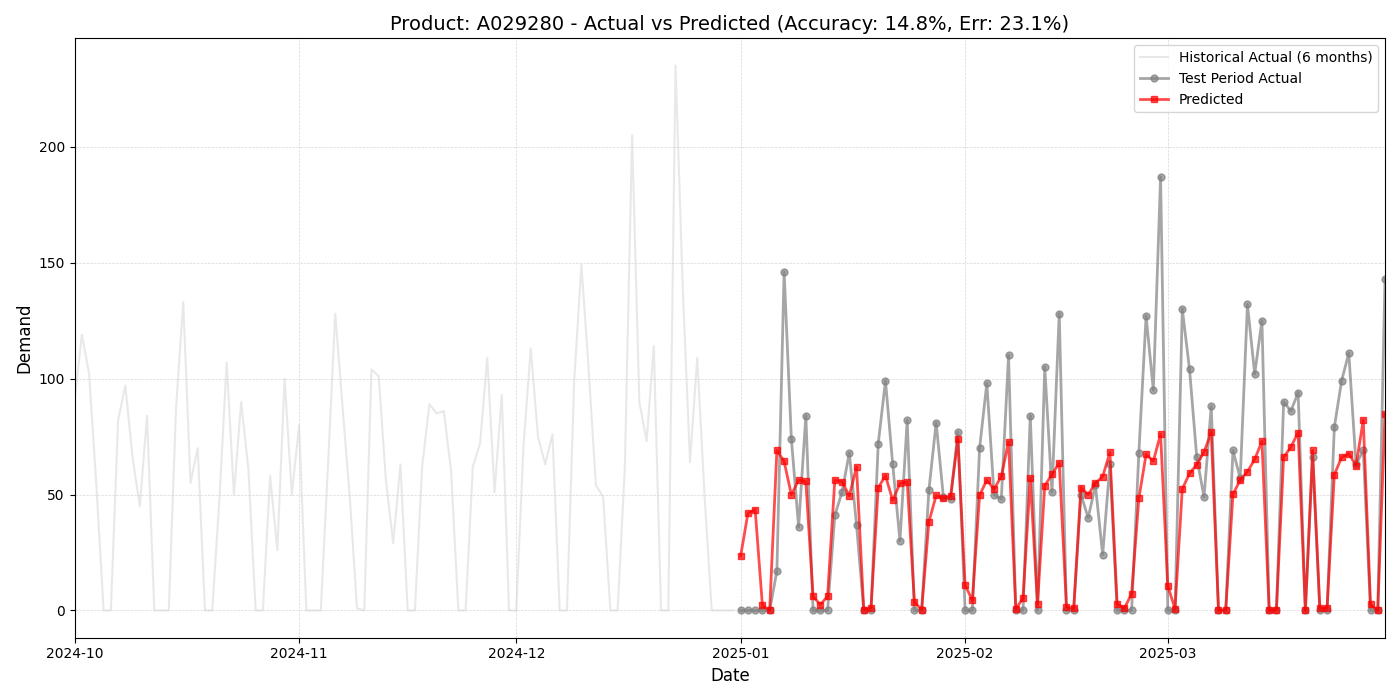 Product: A029280 - Actual vs Predicted (Accuracy: 14.8%, Err: 23.1%)
Historical Actual (6 months)
Test Period Actual
Predicted
Demand
200
150
100
50
0
2024-10
2024-11
2024-12
2025-01
2025-02
2025-03
Date